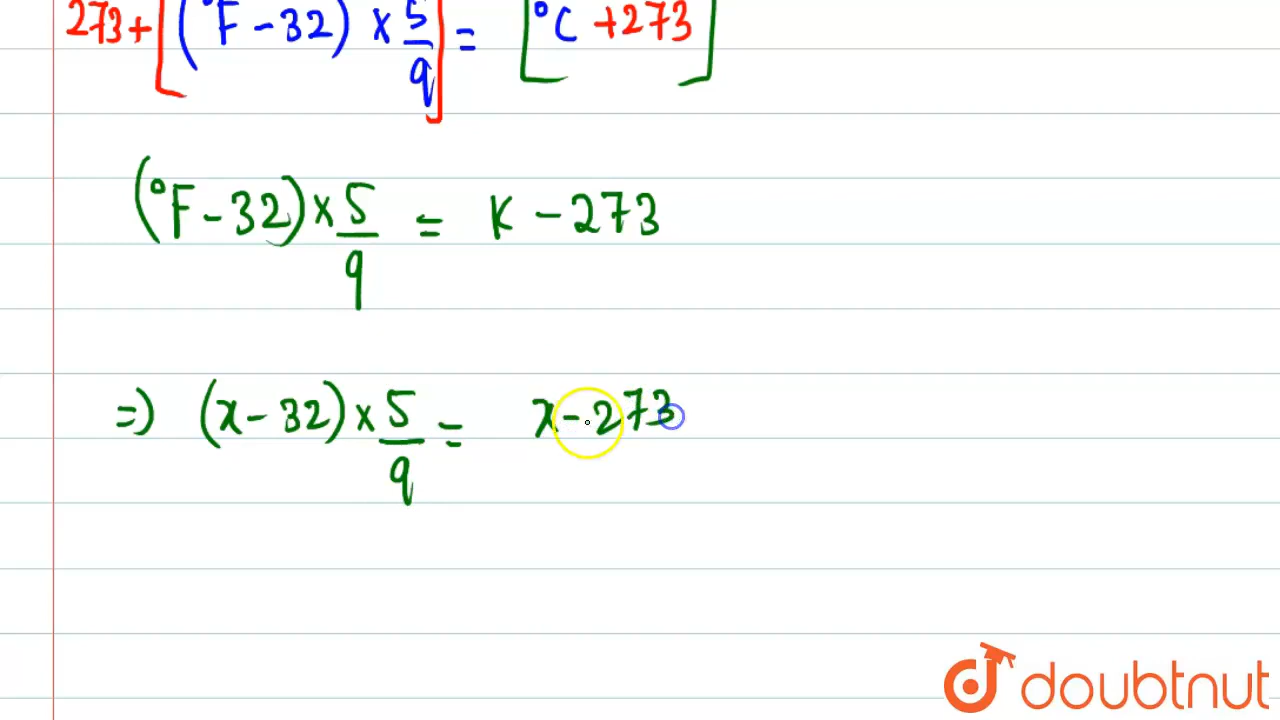 273+[(°F-32)×5/9]= [°C +273]
(°F-32)×5/9 = K-273
=) (x-32)×5/9 = x-273
doubtnut